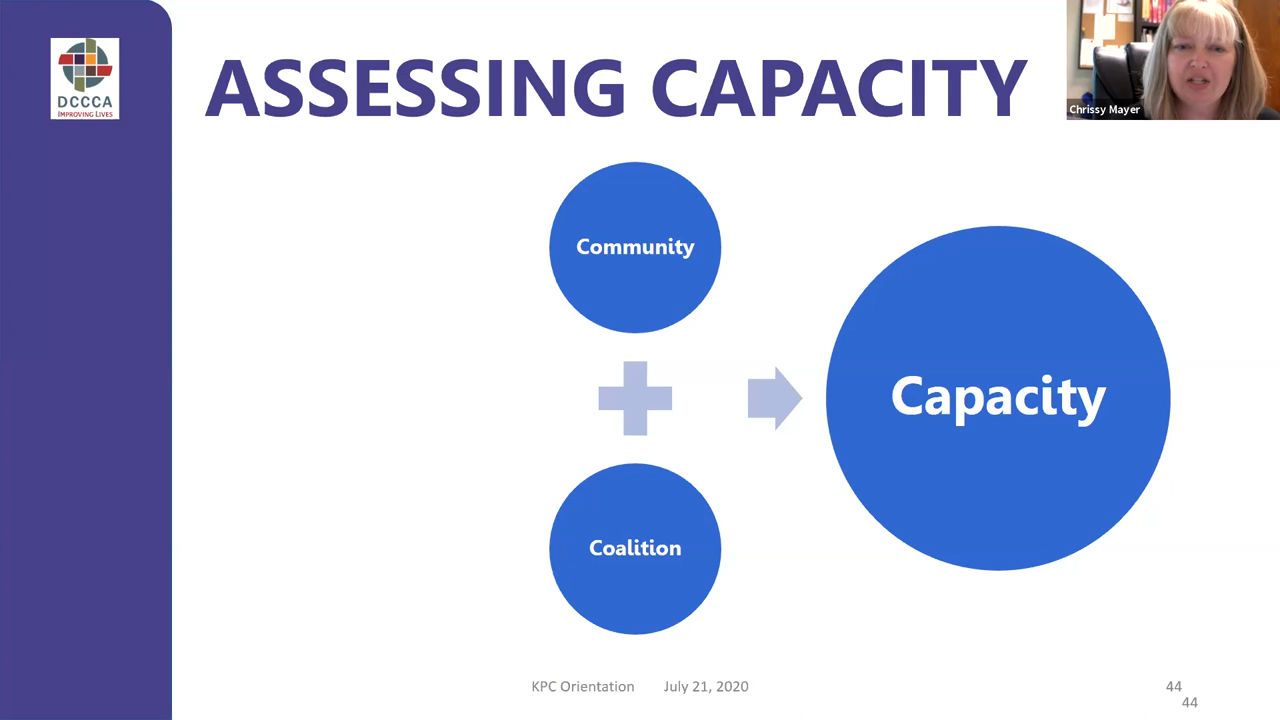 DCCCA
IMPROVING LIVES
ASSESSING CAPACITY
Chrissy Mayer
Community
Capacity
Coalition
KPC Orientation July 21, 2020
44
44